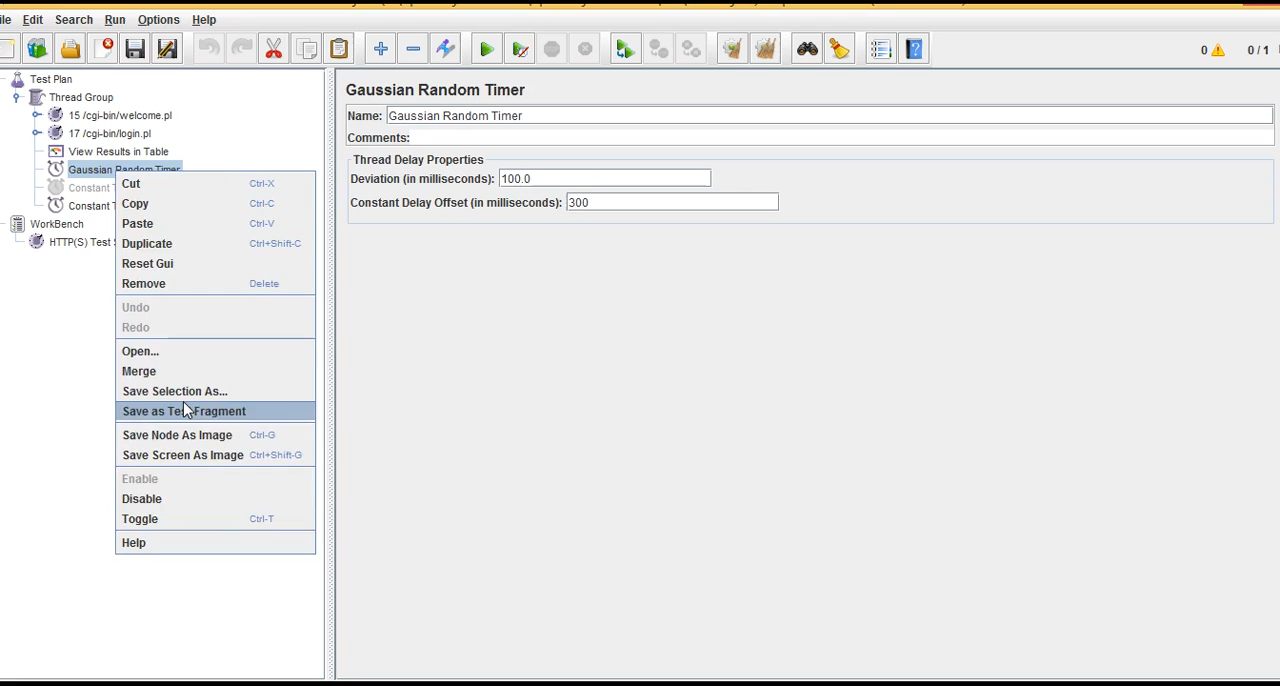 Edit Search Run Options Help
0 0 / 1
Test Plan
Thread Group
15 /cgi-bin/welcome.pl
17 /cgi-bin/login.pl
View Results in Table
Gaussian Random Timer
Constant
Constant
WorkBench
HTTP(S) Test
Cut Ctrl-X
Copy Ctrl-C
Paste Ctrl-V
Duplicate Ctrl+Shift-C
Reset Gui
Remove Delete
Undo
Redo
Open...
Merge
Save Selection As...
Save as Test Fragment
Save Node As Image Ctrl-G
Save Screen As Image Ctrl+Shift-G
Enable
Disable
Toggle Ctrl-T
Help
Gaussian Random Timer
Name: Gaussian Random Timer
Comments:
Thread Delay Properties
Deviation (in milliseconds): 100.0
Constant Delay Offset (in milliseconds): 300